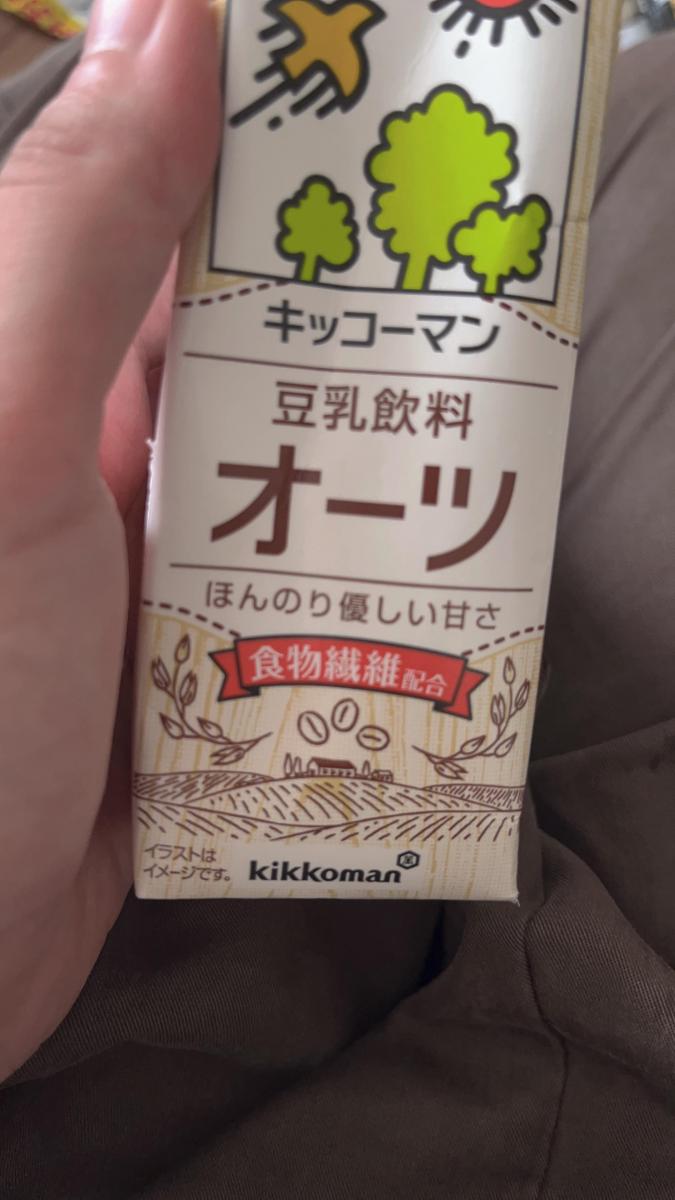 キッコーマン
豆乳飲料
オーツ
ほんのり優しい甘さ
食物繊維配合
イラストは
イメージです。
kikkoman